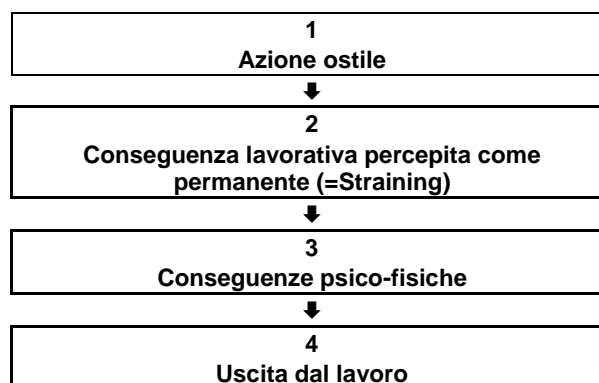 1
Azione ostile
2
Conseguenza lavorativa percepita come
permanente (=Straining)
3
Conseguenze psico-fisiche
4
Uscita dal lavoro